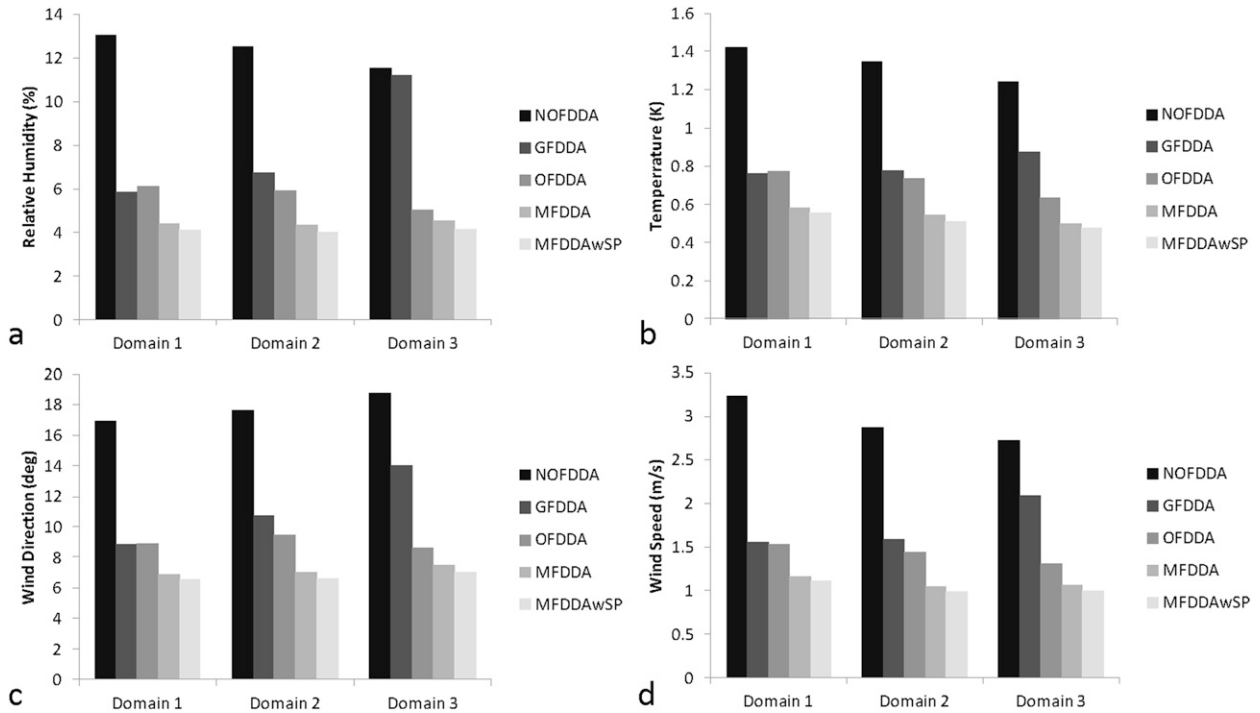 14
12
10
8
6
4
2
0
Relative Humidity (%)
Domain 1 Domain 2 Domain 3
NOFDDA
GFDDA
OFDDA
MFDDA
MFDDAwSP
a
1.6
1.4
1.2
1
0.8
0.6
0.4
0.2
0
Temperrature (K)
Domain 1 Domain 2 Domain 3
NOFDDA
GFDDA
OFDDA
MFDDA
MFDDAwSP
b
20
18
16
14
12
10
8
6
4
2
0
Wind Direction (deg)
Domain 1 Domain 2 Domain 3
NOFDDA
GFDDA
OFDDA
MFDDA
MFDDAwSP
c
3.5
3
2.5
2
1.5
1
0.5
0
Wind Speed (m/s)
Domain 1 Domain 2 Domain 3
NOFDDA
GFDDA
OFDDA
MFDDA
MFDDAwSP
d